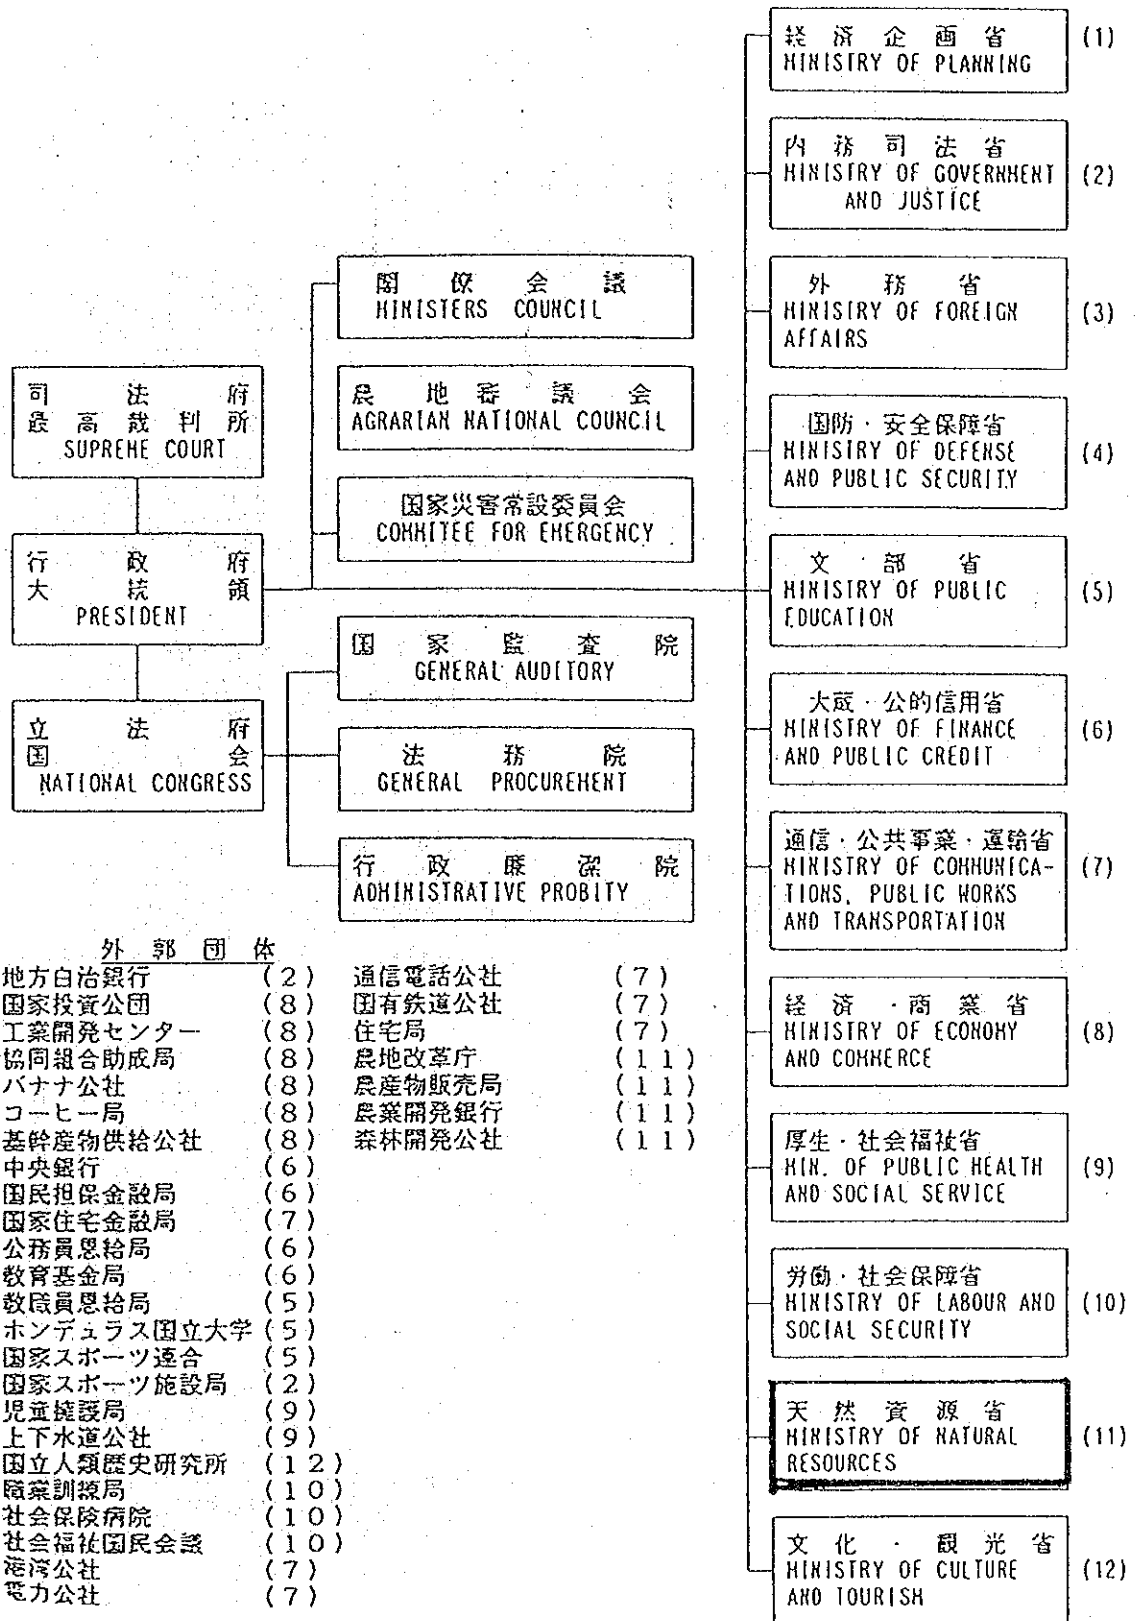 司法府
最高裁判所
SUPREME COURT
行政府
大統領
PRESIDENT
立法府
国会
NATIONAL CONGRESS
閣僚会議
MINISTERS COUNCIL
農地審議会
AGRARIAN NATIONAL COUNCIL
国家災害常設委員会
COMMITEE FOR EMERGENCY
国家監査院
GENERAL AUDITORY
法務院
GENERAL PROCUREMENT
行政廉潔院
ADMINISTRATIVE PROBITY
経済企画省 (1)
MINISTRY OF PLANNING
内務司法省
MINISTRY OF GOVERNMENT (2)
AND JUSTICE
外務省
MINISTRY OF FOREIGN (3)
AFFAIRS
国防・安全保障省
MINISTRY OF DEFENSE (4)
AND PUBLIC SECURITY
文部省
MINISTRY OF PUBLIC (5)
EDUCATION
大蔵・公的信用省
MINISTRY OF FINANCE (6)
AND PUBLIC CREDIT
通信・公共事業・運輸省
MINISTRY OF COMMUNICA- (7)
TIONS, PUBLIC WORKS
AND TRANSPORTATION
経済・商業省
MINISTRY OF ECONOMY (8)
AND COMMERCE
厚生・社会福祉省
MIN. OF PUBLIC HEALTH (9)
AND SOCIAL SERVICE
労働・社会保障省
MINISTRY OF LABOUR AND (10)
SOCIAL SECURITY
天然資源省
MINISTRY OF NATURAL (11)
RESOURCES
文化・観光省
MINISTRY OF CULTURE (12)
AND TOURISM
外郭団体
地方自治銀行 (2)
国家投資公団 (8)
工業開発センター (8)
協同組合助成局 (8)
バナナ公社 (8)
コーヒー局 (8)
基幹産物供給公社 (8)
中央銀行 (6)
国民担保金融局 (6)
国家住宅金融局 (7)
公務員恩給局 (6)
教育基金局 (6)
教職員恩給局 (5)
ホンデュラス国立大学 (5)
国家スポーツ連合 (5)
国家スポーツ施設局 (2)
児童擁護局 (9)
上下水道公社 (9)
国立人類歴史研究所 (12)
職業訓練局 (10)
社会保険病院 (10)
社会福祉国民会議 (10)
港湾公社 (7)
電力公社 (7)
通信電話公社 (7)
国有鉄道公社 (7)
住宅局 (7)
農地改革庁 (11)
農産物販売局 (11)
農業開発銀行 (11)
森林開発公社 (11)